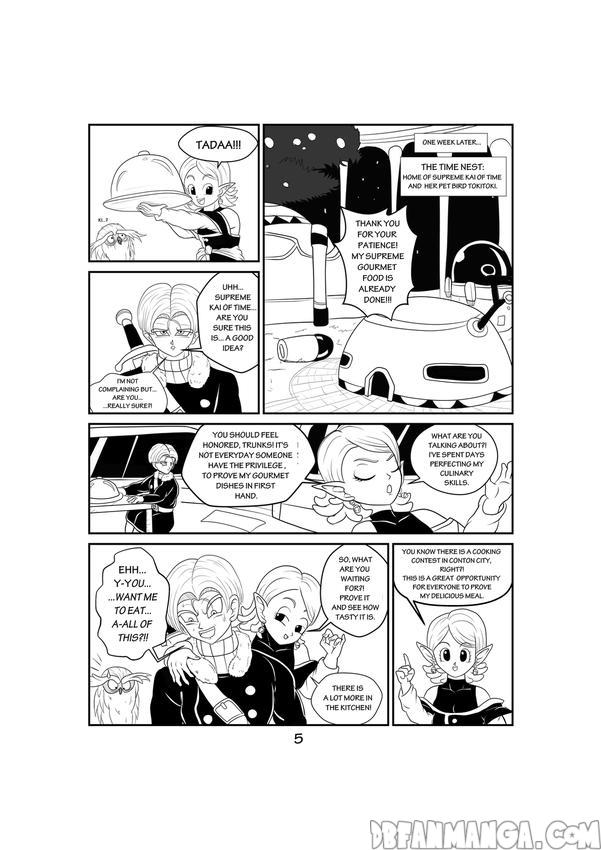 ONE WEEK LATER...
THE TIME NEST:
HOME OF SUPREME KAI OF TIME
AND HER PET BIRD TOKITOKI.
THANK YOU
FOR YOUR
PATIENCE!
MY SUPREME
GOURMET
FOOD IS
ALREADY
DONE!!!
TADAA!!!
KI..?
UHH...
SUPREME
KAI OF TIME...
ARE YOU
SURE THIS
IS... A GOOD
IDEA?
I'M NOT
COMPLAINING BUT...
ARE YOU...
...REALLY SURE?!
WHAT ARE YOU
TALKING ABOUT?!
I'VE SPENT DAYS
PERFECTING MY
CULINARY
SKILLS.
YOU SHOULD FEEL
HONORED, TRUNKS! IT'S
NOT EVERYDAY SOMEONE
HAVE THE PRIVILEGE ,
TO PROVE MY GOURMET
DISHES IN FIRST
HAND.
YOU KNOW THERE IS A COOKING
CONTEST IN CONTON CITY,
RIGHT?!
THIS IS A GREAT OPPORTUNITY
FOR EVERYONE TO PROVE
MY DELICIOUS MEAL.
SO, WHAT
ARE YOU
WAITING
FOR?!
PROVE IT
AND SEE HOW
TASTY IT IS.
THERE IS
A LOT MORE IN
THE KITCHEN!
EHH...
Y-YOU...
...WANT ME
TO EAT...
A-ALL OF
THIS?!!
5
DBFANMANGA.COM